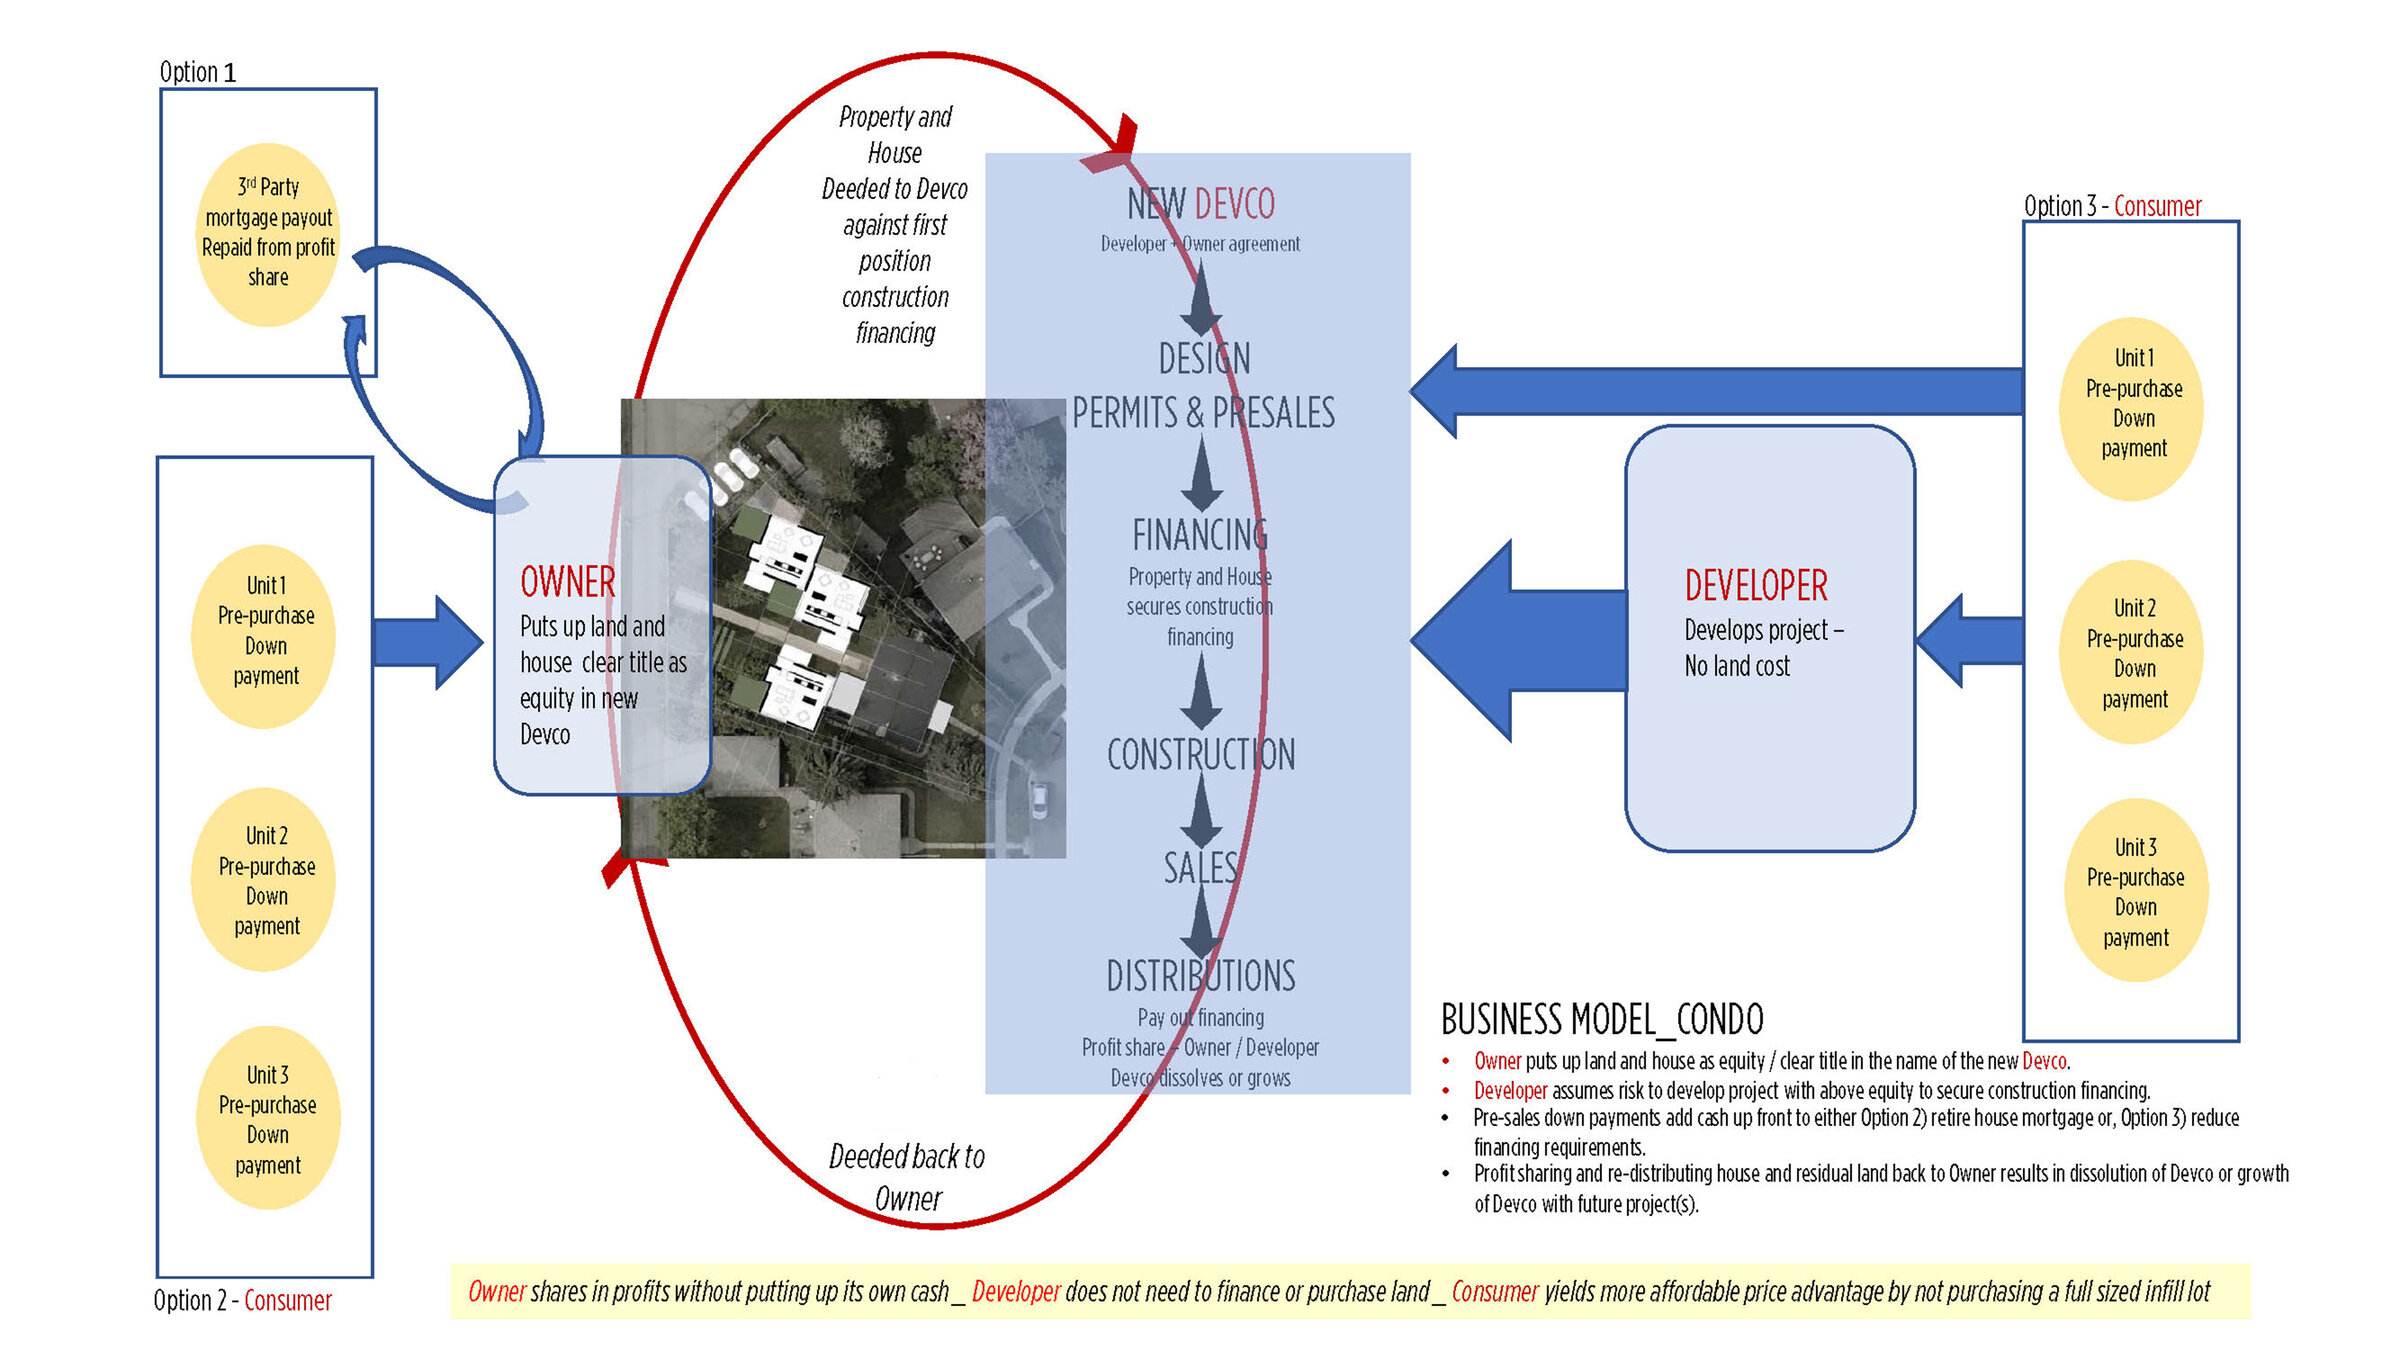 Option 1
3rd Party
mortgage payout
Repaid from profit
share
Unit 1
Pre-purchase
Down
payment
Unit 2
Pre-purchase
Down
payment
Unit 3
Pre-purchase
Down
payment
Option 2 - Consumer
OWNER
Puts up land and
house clear title as
equity in new
Devco
Property and
House
Deeded to Devco
against first
position
construction
financing
Deeded back to
Owner
NEW DEVCO
Developer + Owner agreement
DESIGN
PERMITS & PRESALES
FINANCING
Property and House
secures construction
financing
CONSTRUCTION
SALES
DISTRIBUTIONS
Pay out financing
Profit share – Owner / Developer
Devco dissolves or grows
DEVELOPER
Develops project –
No land cost
Option 3 - Consumer
Unit 1
Pre-purchase
Down
payment
Unit 2
Pre-purchase
Down
payment
Unit 3
Pre-purchase
Down
payment
BUSINESS MODEL_CONDO
• Owner puts up land and house as equity / clear title in the name of the new Devco.
• Developer assumes risk to develop project with above equity to secure construction financing.
• Pre-sales down payments add cash up front to either Option 2) retire house mortgage or, Option 3) reduce
financing requirements.
• Profit sharing and re-distributing house and residual land back to Owner results in dissolution of Devco or growth
of Devco with future project(s).
Owner shares in profits without putting up its own cash _ Developer does not need to finance or purchase land _ Consumer yields more affordable price advantage by not purchasing a full sized infill lot